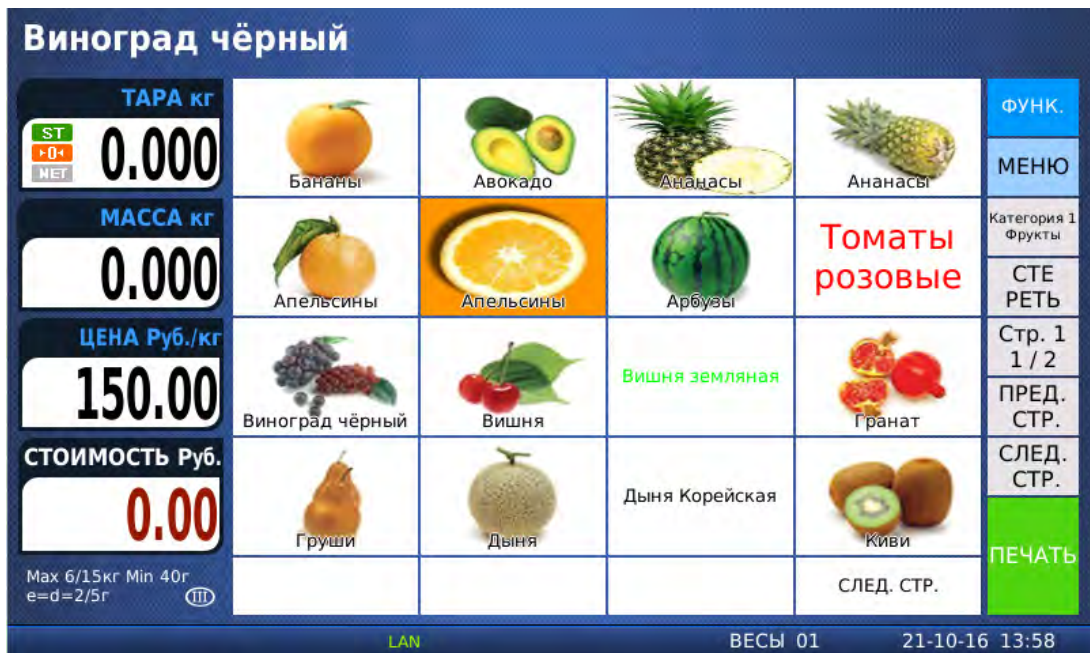 Виноград чёрный
ТАРА кг
ST
▸0◂
NET
0.000
МАССА кг
0.000
ЦЕНА Руб./кг
150.00
СТОИМОСТЬ Руб.
0.00
Max 6/15кг Min 40г
e=d=2/5г
III
Бананы
Авокадо
Ананасы
Ананасы
Апельсины
Апельсины
Арбузы
Томаты
розовые
Виноград чёрный
Вишня
Вишня земляная
Гранат
Груши
Дыня
Дыня Корейская
Киви
СЛЕД. СТР.
ФУНК.
МЕНЮ
Категория 1
Фрукты
СТЕ
РЕТЬ
Стр. 1
1 / 2
ПРЕД.
СТР.
СЛЕД.
СТР.
ПЕЧАТЬ
LAN
ВЕСЫ 01
21-10-16 13:58